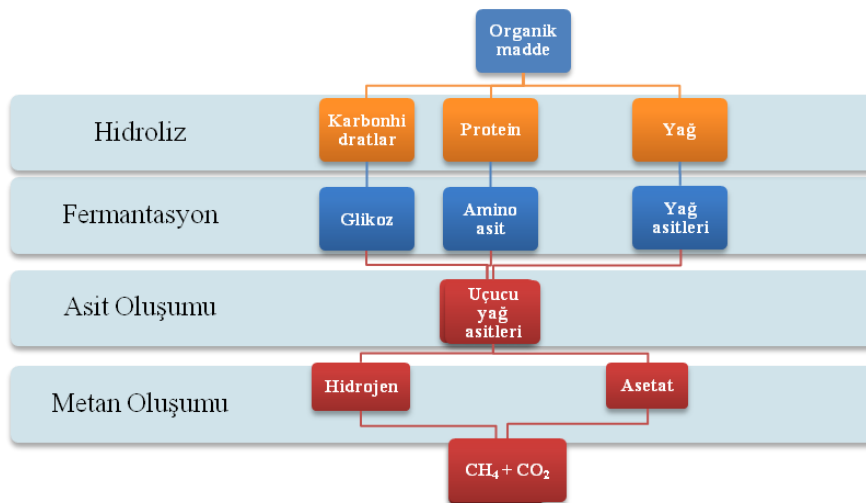 Organik
madde
Hidroliz
Karbonhi
dratlar
Protein
Yağ
Fermantasyon
Glikoz
Amino
asit
Yağ
asitleri
Asit Oluşumu
Uçucu
yağ
asitleri
Metan Oluşumu
Hidrojen
Asetat
CH₄ + CO₂